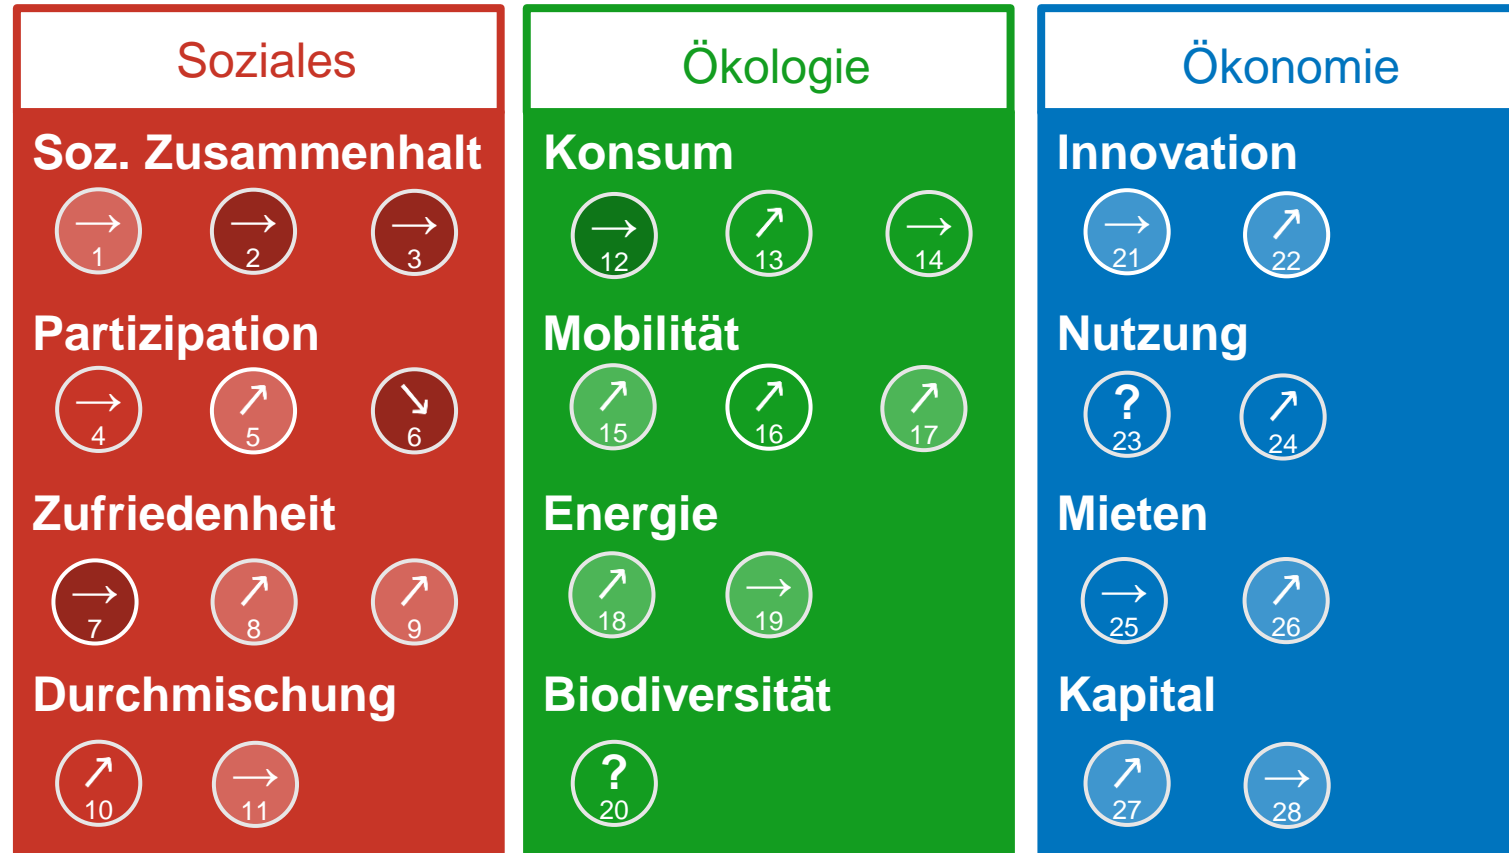 Soziales
Soz. Zusammenhalt
→ → →
1 2 3
Partizipation
→ ↗ ↘
4 5 6
Zufriedenheit
→ ↗ ↗
7 8 9
Durchmischung
↗ →
10 11
Ökologie
Konsum
→ ↗ →
12 13 14
Mobilität
↗ ↗ ↗
15 16 17
Energie
↗ →
18 19
Biodiversität
?
20
Ökonomie
Innovation
→ ↗
21 22
Nutzung
? ↗
23 24
Mieten
→ ↗
25 26
Kapital
↗ →
27 28